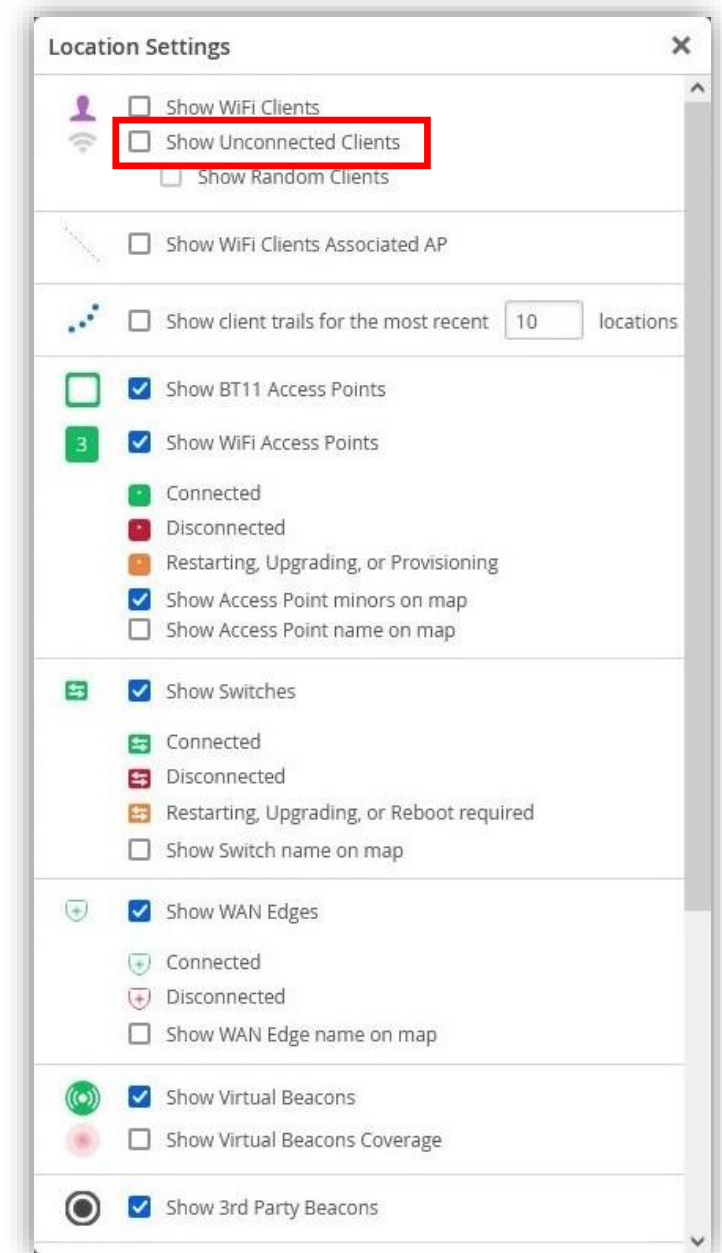 Location Settings
Show WiFi Clients
Show Unconnected Clients
Show Random Clients
Show WiFi Clients Associated AP
Show client trails for the most recent 10 locations
Show BT11 Access Points
3 Show WiFi Access Points
Connected
Disconnected
Restarting, Upgrading, or Provisioning
Show Access Point minors on map
Show Access Point name on map
Show Switches
Connected
Disconnected
Restarting, Upgrading, or Reboot required
Show Switch name on map
Show WAN Edges
Connected
Disconnected
Show WAN Edge name on map
Show Virtual Beacons
Show Virtual Beacons Coverage
Show 3rd Party Beacons